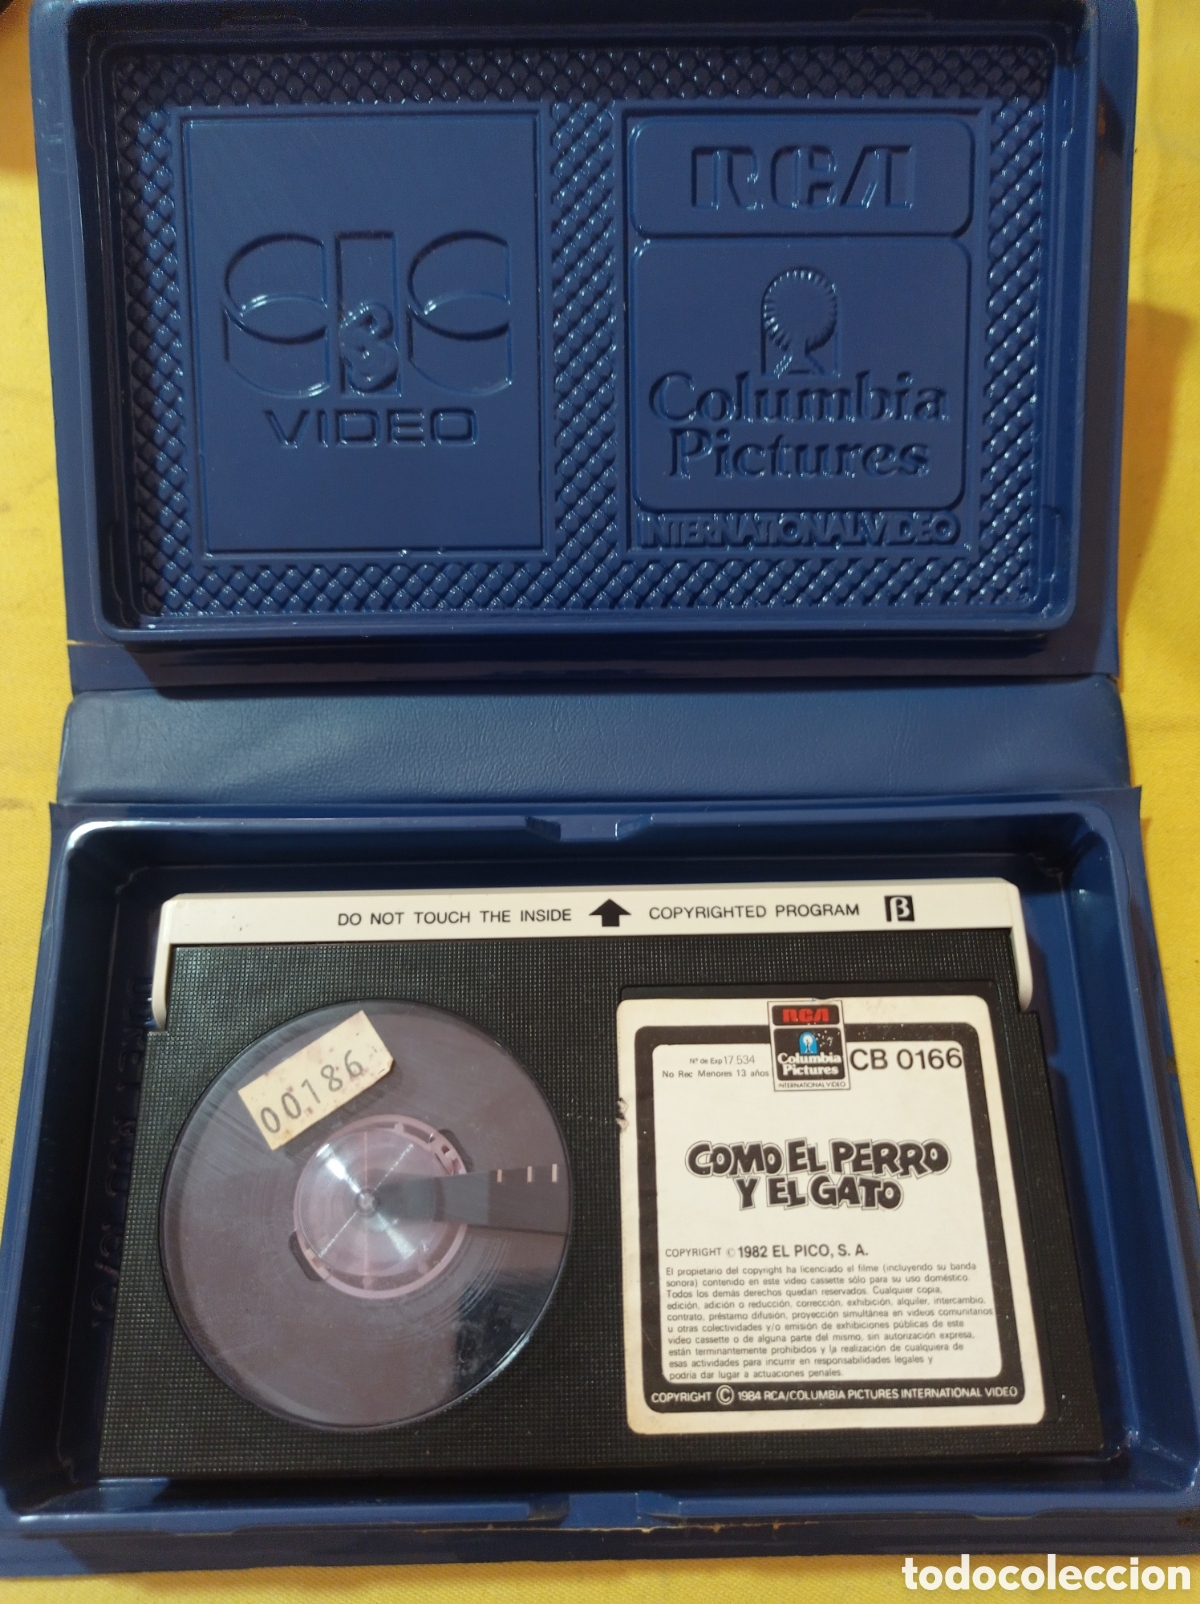 CIC
&
VIDEO
RCA
Columbia
Pictures
INTERNATIONAL VIDEO
DO NOT TOUCH THE INSIDE COPYRIGHTED PROGRAM β
00186
RCA
Columbia
Pictures
INTERNATIONAL VIDEO
Nº de Exp 17.534
No Rec Menores 13 años
CB 0166
COMO EL PERRO
Y EL GATO
COPYRIGHT © 1982 EL PICO, S. A.
El propietario del copyright ha licenciado el filme (incluyendo su banda
sonora) contenido en este video cassette sólo para su uso doméstico.
Todos los demás derechos quedan reservados. Cualquier copia,
edición, adición o reducción, corrección, exhibición, alquiler, intercambio,
contrato, préstamo difusión, proyección simultánea en videos comunitarios
u otras colectividades y/o emisión de exhibiciones públicas de este
video cassette o de alguna parte del mismo, sin autorización expresa,
están terminantemente prohibidos y la realización de cualquiera de
esas actividades para incurrir en responsabilidades legales y
podria dar lugar a actuaciones penales.
COPYRIGHT © 1984 RCA/COLUMBIA PICTURES INTERNATIONAL VIDEO
todocoleccion